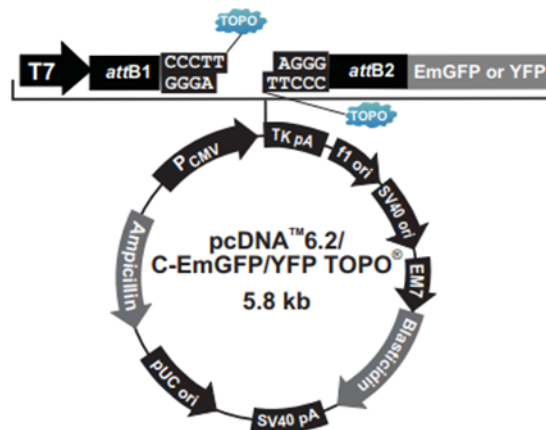 TOPO
T7 attB1 CCCTT AGGG attB2 EmGFP or YFP
GGGA TTCCC
TOPO
PCMV TK pA f1 ori
SV40 ori
Ampicillin pcDNA™6.2/
C-EmGFP/YFP TOPO® EM7
5.8 kb
Blasticidin
pUC ori SV40 pA